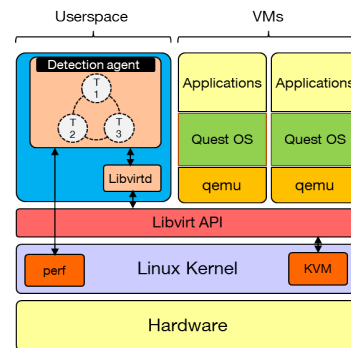 Userspace
VMs
Detection agent
T
1
T
2
T
3
Libvirtd
Applications
Applications
Quest OS
Quest OS
qemu
qemu
Libvirt API
perf
Linux Kernel
KVM
Hardware